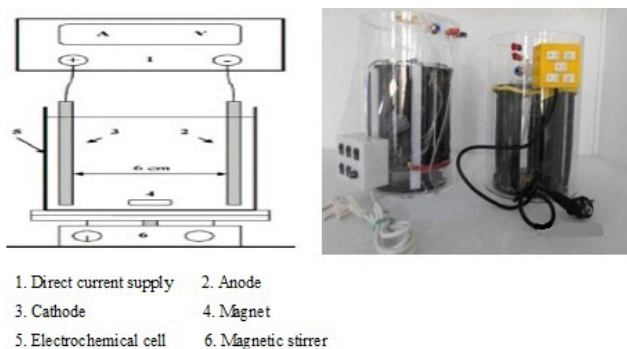 A V
+ 1 -
5 3 2
6 cm
4
6
1. Direct current supply 2. Anode
3. Cathode 4. Magnet
5. Electrochemical cell 6. Magnetic stirrer